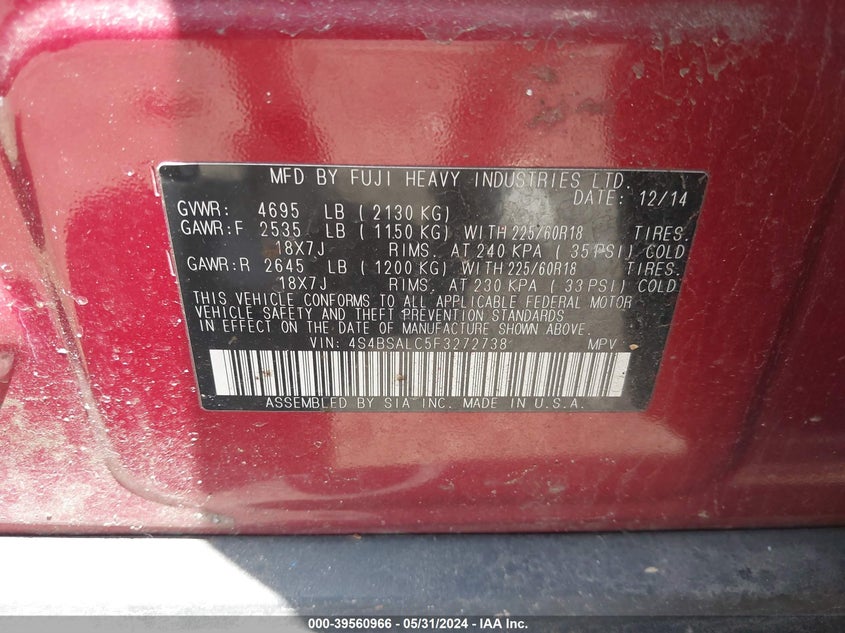 MFD BY FUJI HEAVY INDUSTRIES LTD.
DATE: 12/14
GVWR: 4695 LB ( 2130 KG)
GAWR:F 2535 LB ( 1150 KG) WITH 225/60R18 TIRES.
18X7J RIMS. AT 240 KPA ( 35 PSI) COLD
GAWR:R 2645 LB ( 1200 KG) WITH 225/60R18 TIRES.
18X7J RIMS. AT 230 KPA ( 33 PSI) COLD
THIS VEHICLE CONFORMS TO ALL APPLICABLE FEDERAL MOTOR
VEHICLE SAFETY AND THEFT PREVENTION STANDARDS
IN EFFECT ON THE DATE OF MANUFACTURE SHOWN ABOVE.
VIN: 4S4BSALC5F3272738 MPV
ASSEMBLED BY SIA INC. MADE IN U.S.A.
000-39560966 - 05/31/2024 - IAA Inc.